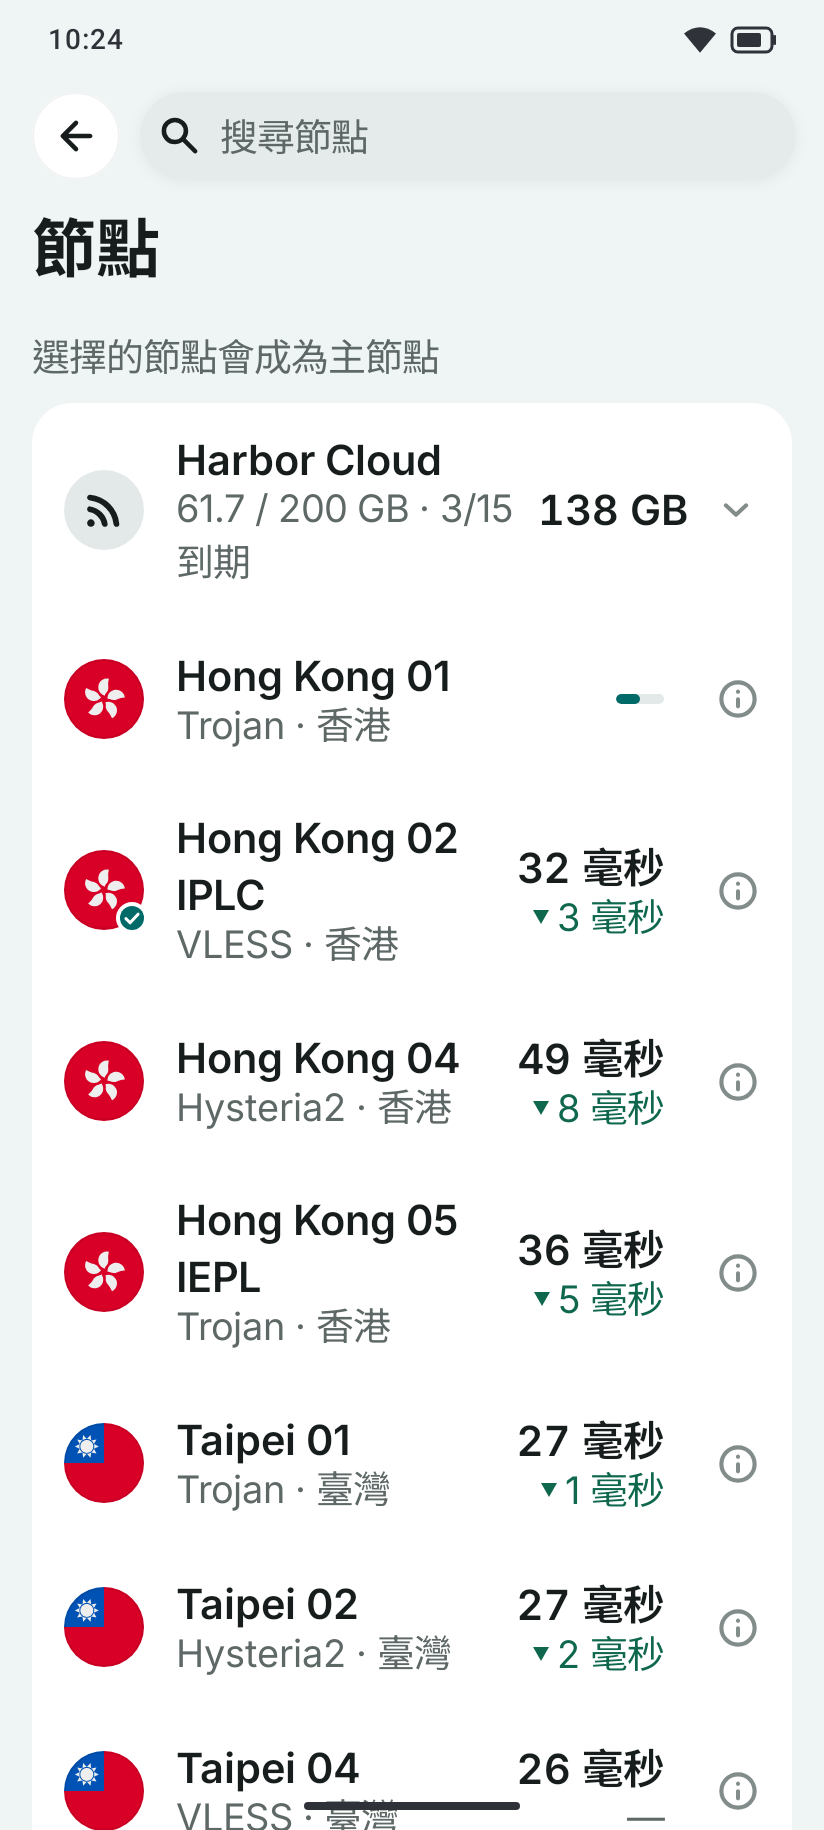 10:24
搜尋節點
節點
選擇的節點會成為主節點
Harbor Cloud
61.7 / 200 GB · 3/15
到期
138 GB
Hong Kong 01
Trojan · 香港
Hong Kong 02
IPLC
VLESS · 香港
32 毫秒
▼3 毫秒
Hong Kong 04
Hysteria2 · 香港
49 毫秒
▼8 毫秒
Hong Kong 05
IEPL
Trojan · 香港
36 毫秒
▼5 毫秒
Taipei 01
Trojan · 臺灣
27 毫秒
▼1 毫秒
Taipei 02
Hysteria2 · 臺灣
27 毫秒
▼2 毫秒
Taipei 04
VLESS · 臺灣
26 毫秒
—